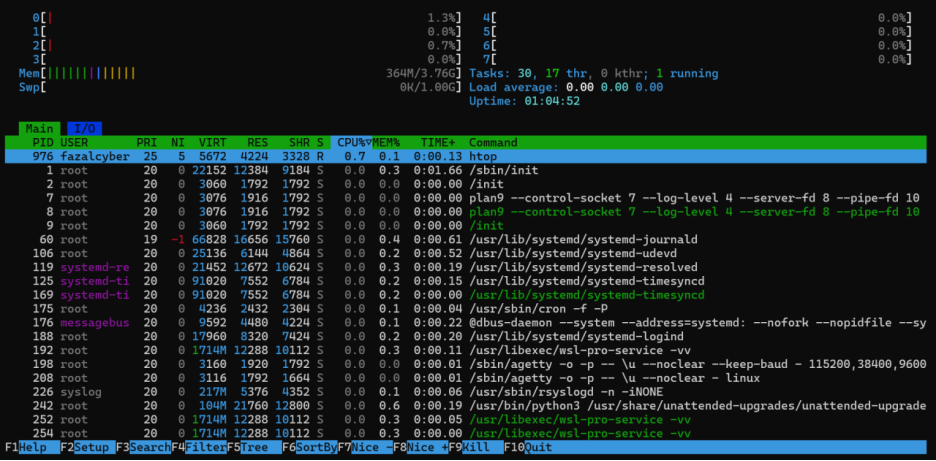 0[| 1.3%] 4[ 0.0%]
1[ 0.0%] 5[ 0.0%]
2[| 0.7%] 6[ 0.0%]
3[ 0.0%] 7[ 0.0%]
Mem[||||||||||||| 364M/3.76G] Tasks: 30, 17 thr, 0 kthr; 1 running
Swp[ 0K/1.00G] Load average: 0.00 0.00 0.00
Uptime: 01:04:52
Main I/O
PID USER PRI NI VIRT RES SHR S CPU%▽MEM% TIME+ Command
976 fazalcyber 25 5 5672 4224 3328 R 0.7 0.1 0:00.13 htop
1 root 20 0 22152 12384 9184 S 0.0 0.3 0:01.66 /sbin/init
2 root 20 0 3060 1792 1792 S 0.0 0.0 0:00.00 /init
7 root 20 0 3076 1916 1792 S 0.0 0.0 0:00.00 plan9 --control-socket 7 --log-level 4 --server-fd 8 --pipe-fd 10
8 root 20 0 3076 1916 1792 S 0.0 0.0 0:00.00 plan9 --control-socket 7 --log-level 4 --server-fd 8 --pipe-fd 10
9 root 20 0 3060 1792 1792 S 0.0 0.0 0:00.00 /init
60 root 19 -1 66828 16656 15760 S 0.0 0.4 0:00.61 /usr/lib/systemd/systemd-journald
106 root 20 0 25136 6144 4864 S 0.0 0.2 0:00.52 /usr/lib/systemd/systemd-udevd
119 systemd-re 20 0 21452 12672 10624 S 0.0 0.3 0:00.19 /usr/lib/systemd/systemd-resolved
125 systemd-ti 20 0 91020 7552 6784 S 0.0 0.2 0:00.15 /usr/lib/systemd/systemd-timesyncd
169 systemd-ti 20 0 91020 7552 6784 S 0.0 0.2 0:00.00 /usr/lib/systemd/systemd-timesyncd
175 root 20 0 4236 2432 2304 S 0.0 0.1 0:00.04 /usr/sbin/cron -f -P
176 messagebus 20 0 9592 4480 4224 S 0.0 0.1 0:00.22 @dbus-daemon --system --address=systemd: --nofork --nopidfile --sy
188 root 20 0 17960 8320 7424 S 0.0 0.2 0:00.20 /usr/lib/systemd/systemd-logind
192 root 20 0 1714M 12288 10112 S 0.0 0.3 0:00.11 /usr/libexec/wsl-pro-service -vv
198 root 20 0 3160 1920 1792 S 0.0 0.0 0:00.01 /sbin/agetty -o -p -- \u --noclear --keep-baud - 115200,38400,9600
208 root 20 0 3116 1792 1664 S 0.0 0.0 0:00.01 /sbin/agetty -o -p -- \u --noclear - linux
226 syslog 20 0 217M 5376 4352 S 0.0 0.1 0:00.06 /usr/sbin/rsyslogd -n -iNONE
242 root 20 0 104M 21760 12800 S 0.0 0.6 0:00.19 /usr/bin/python3 /usr/share/unattended-upgrades/unattended-upgrade
252 root 20 0 1714M 12288 10112 S 0.0 0.3 0:00.05 /usr/libexec/wsl-pro-service -vv
254 root 20 0 1714M 12288 10112 S 0.0 0.3 0:00.00 /usr/libexec/wsl-pro-service -vv
F1Help F2Setup F3SearchF4FilterF5Tree F6SortByF7Nice -F8Nice +F9Kill F10Quit